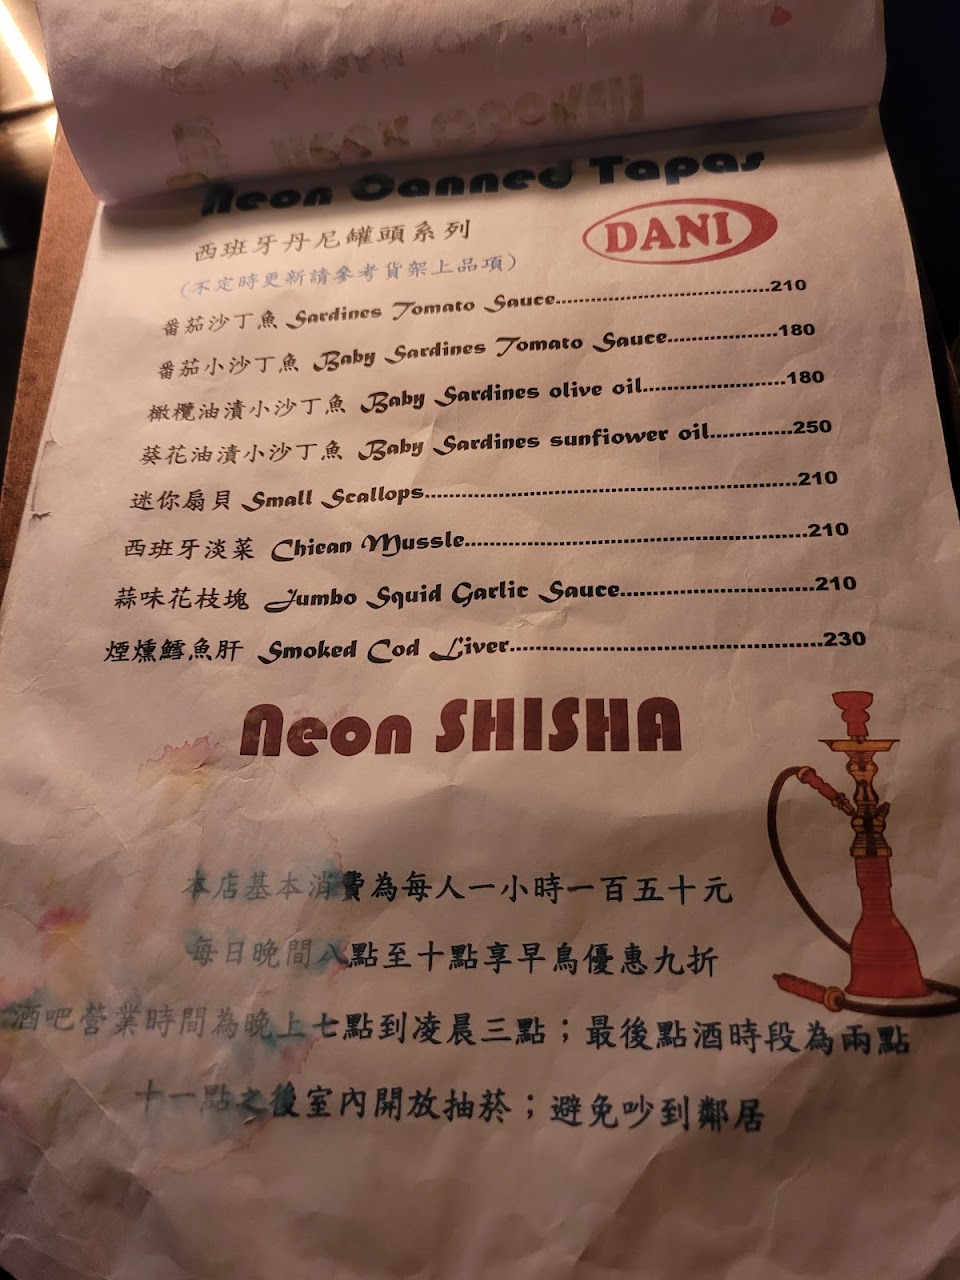 Neon Canned Tapas
西班牙丹尼罐頭系列
DANI
(不定時更新請參考貨架上品項)
番茄沙丁魚 Sardines Tomato Sauce........................................210
番茄小沙丁魚 Baby Sardines Tomato Sauce....................180
橄欖油漬小沙丁魚 Baby Sardines olive oil..........................180
葵花油漬小沙丁魚 Baby Sardines sunfiower oil...............250
迷你扇貝 Small Scallops....................................................................210
西班牙淡菜 Chiean Mussle..............................................................210
蒜味花枝塊 Jumbo Squid Garlic Sauce...................................210
煙燻鱈魚肝 Smoked Cod Liver........................................................230
Neon SHISHA
本店基本消費為每人一小時一百五十元
每日晚間八點至十點享早鳥優惠九折
酒吧營業時間為晚上七點到凌晨三點；最後點酒時段為兩點
十一點之後室內開放抽菸；避免吵到鄰居